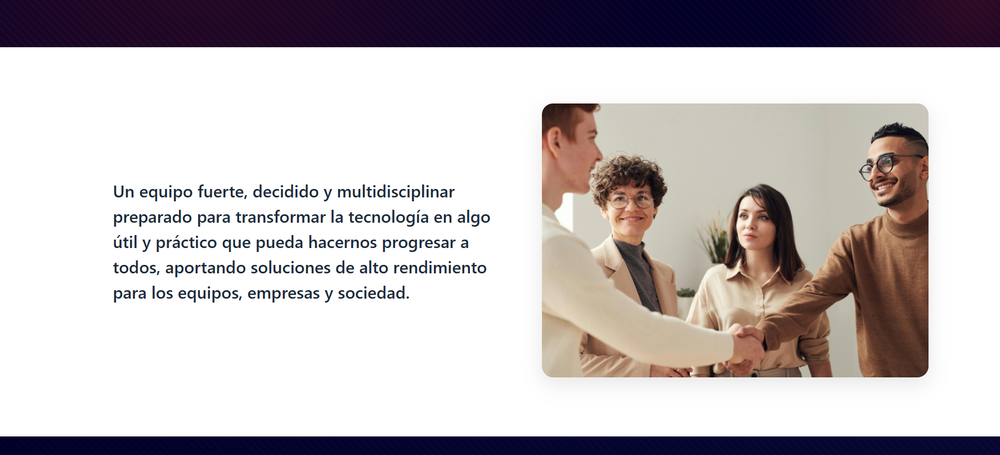 Un equipo fuerte, decidido y multidisciplinar
preparado para transformar la tecnología en algo
útil y práctico que pueda hacernos progresar a
todos, aportando soluciones de alto rendimiento
para los equipos, empresas y sociedad.